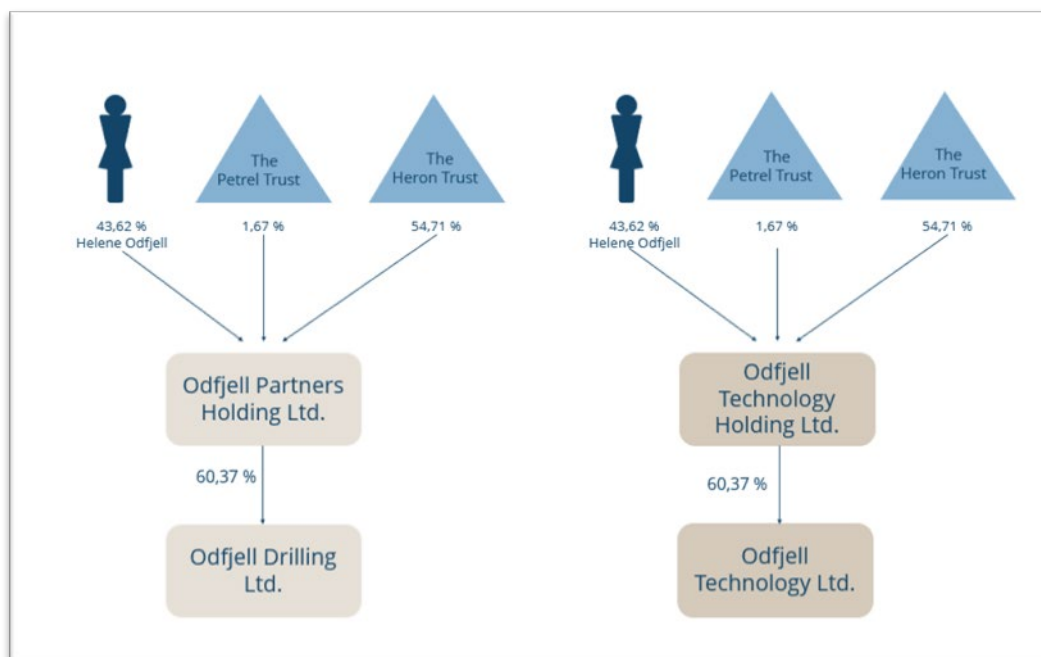 The
Petrel Trust
The
Heron Trust
43,62 %
Helene Odfjell
1,67 %
54,71 %
Odfjell Partners
Holding Ltd.
60,37 %
Odfjell Drilling
Ltd.
The
Petrel Trust
The
Heron Trust
43,62 %
Helene Odfjell
1,67 %
54,71 %
Odfjell
Technology
Holding Ltd.
60,37 %
Odfjell
Technology Ltd.